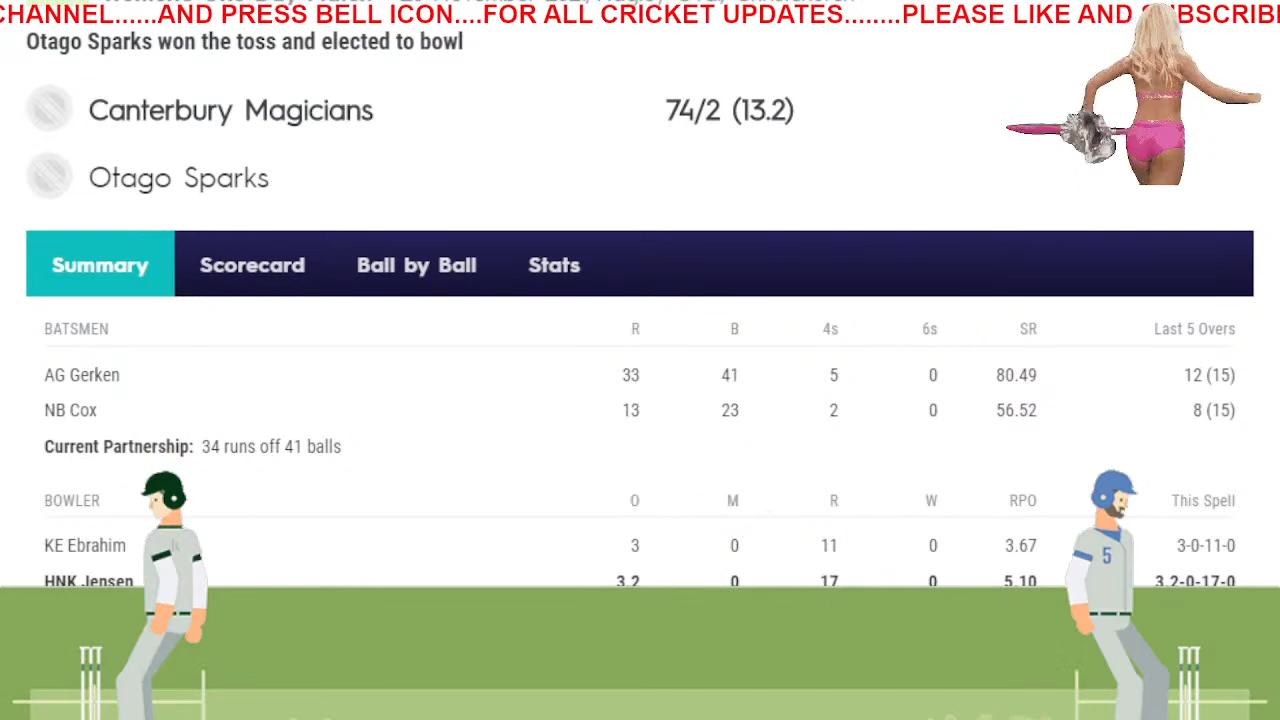 CHANNEL......AND PRESS BELL ICON....FOR ALL CRICKET UPDATES........PLEASE LIKE AND SUBSCRIBE
Otago Sparks won the toss and elected to bowl
Canterbury Magicians 74/2 (13.2)
Otago Sparks
Summary Scorecard Ball by Ball Stats
BATSMEN R B 4s 6s SR Last 5 Overs
AG Gerken 33 41 5 0 80.49 12 (15)
NB Cox 13 23 2 0 56.52 8 (15)
Current Partnership: 34 runs off 41 balls
BOWLER O M R W RPO This Spell
KE Ebrahim 3 0 11 0 3.67 3-0-11-0
HNK Jensen 3.2 0 17 0 5.10 3.2-0-17-0
5